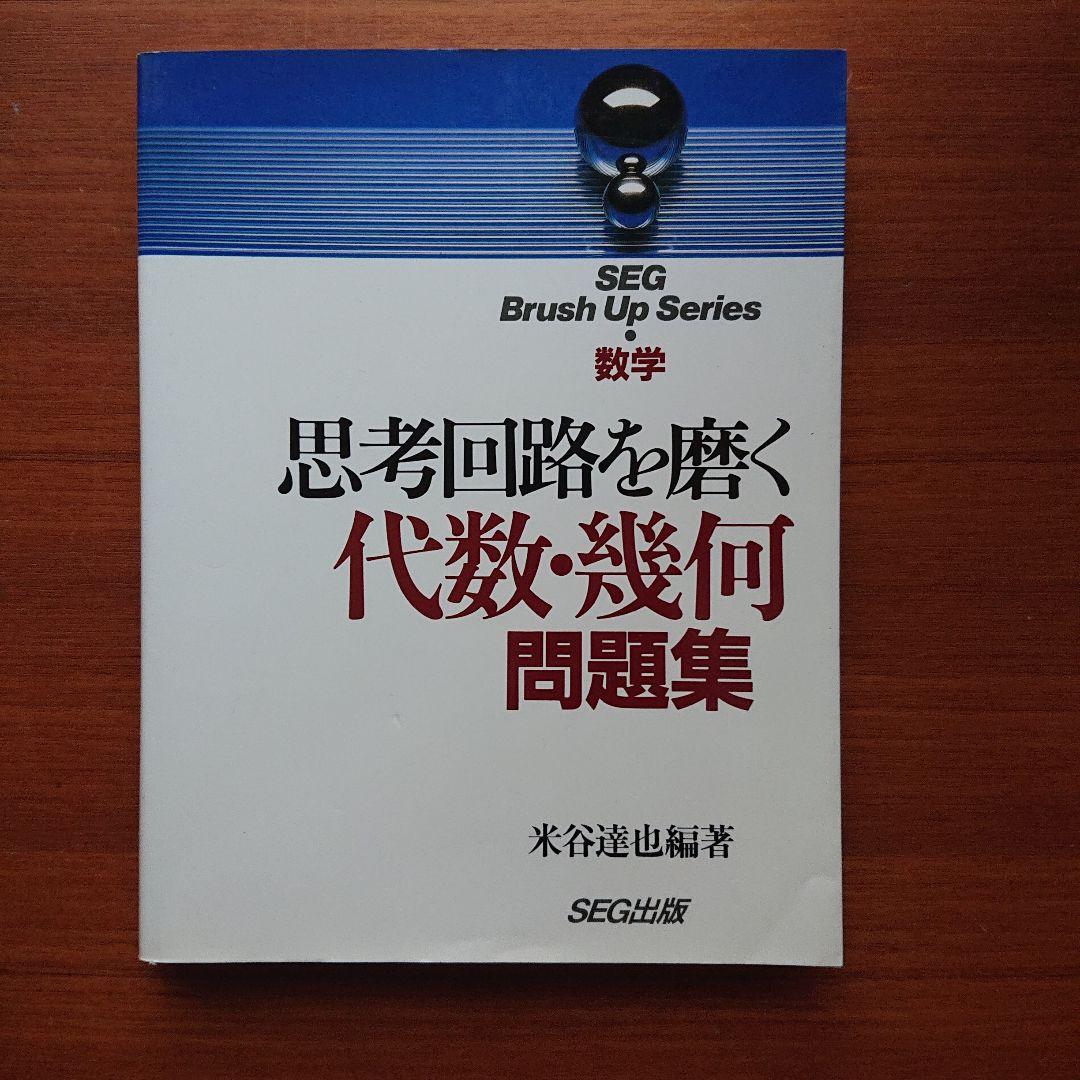 SEG
Brush Up Series
・
数学
思考回路を磨く
代数・幾何
問題集
米谷達也編著
SEG出版